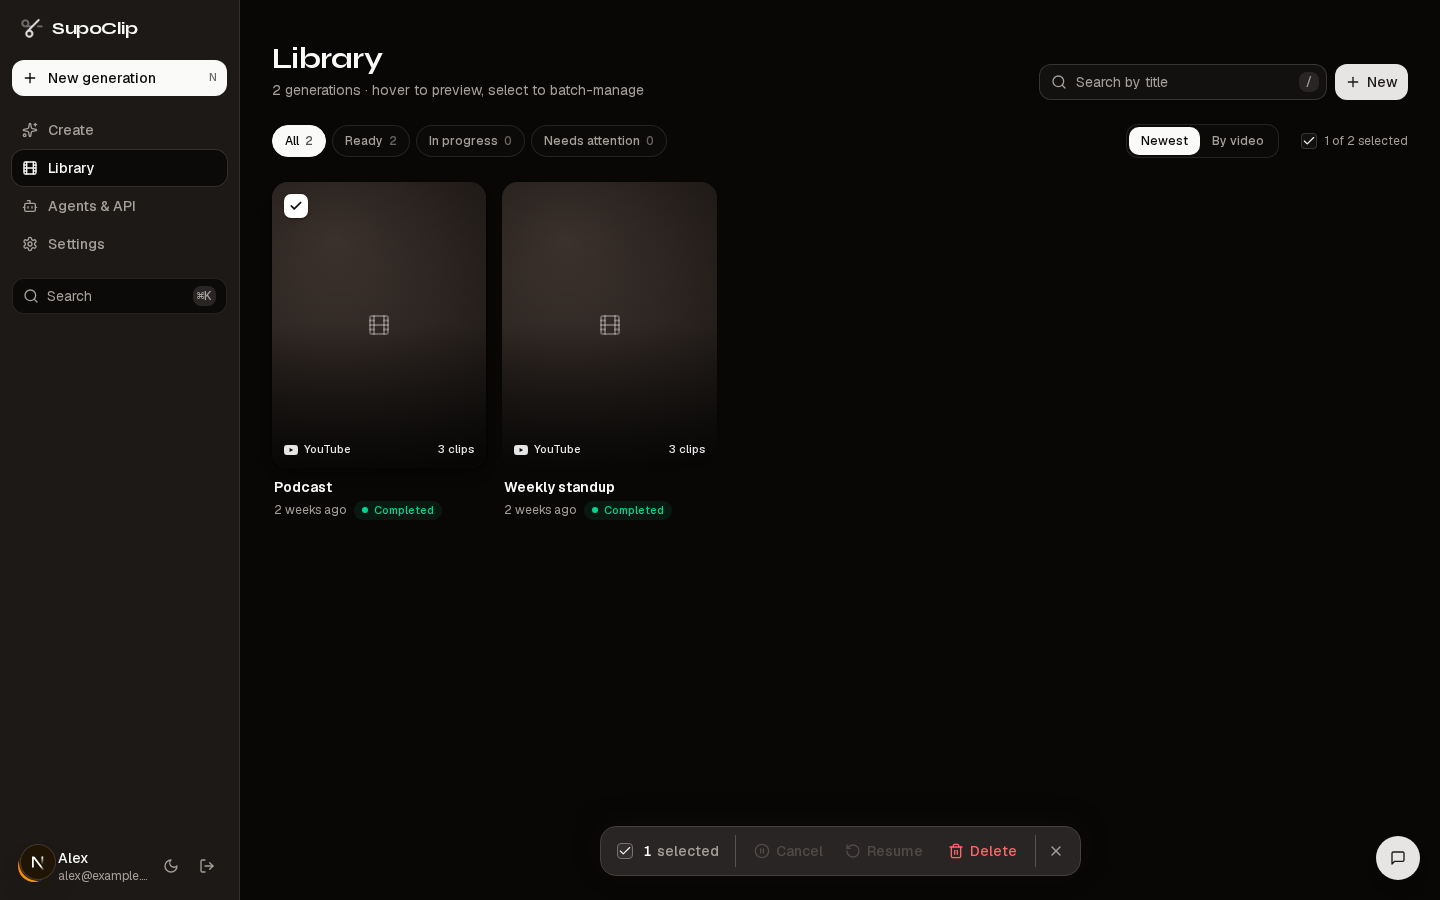 SupoClip
New generation N
Create
Library
Agents & API
Settings
Search ⌘K
Library
2 generations · hover to preview, select to batch-manage
Search by title /
New
All 2
Ready 2
In progress 0
Needs attention 0
Newest
By video
1 of 2 selected
YouTube 3 clips
Podcast
2 weeks ago Completed
YouTube 3 clips
Weekly standup
2 weeks ago Completed
1 selected
Cancel
Resume
Delete
N
Alex
alex@example....